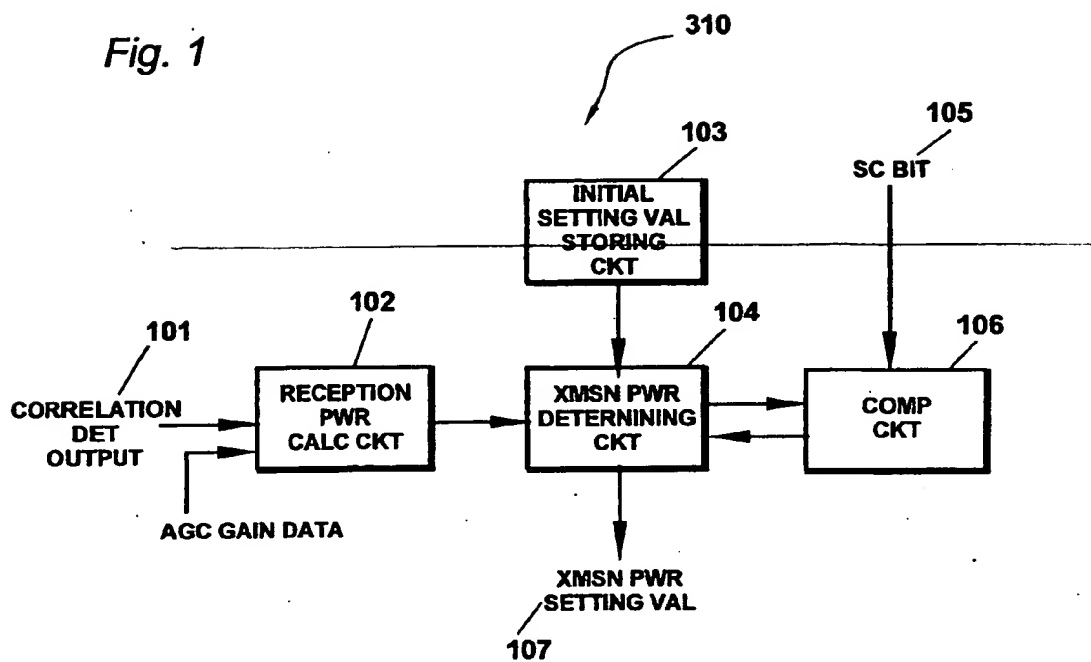 Fig. 1
310
103
INITIAL
SETTING VAL
STORING
CKT
105
SC BIT
101
CORRELATION
DET
OUTPUT
AGC GAIN DATA
102
RECEPTION
PWR
CALC CKT
104
XMSN PWR
DETERNINING
CKT
106
COMP
CKT
XMSN PWR
SETTING VAL
107